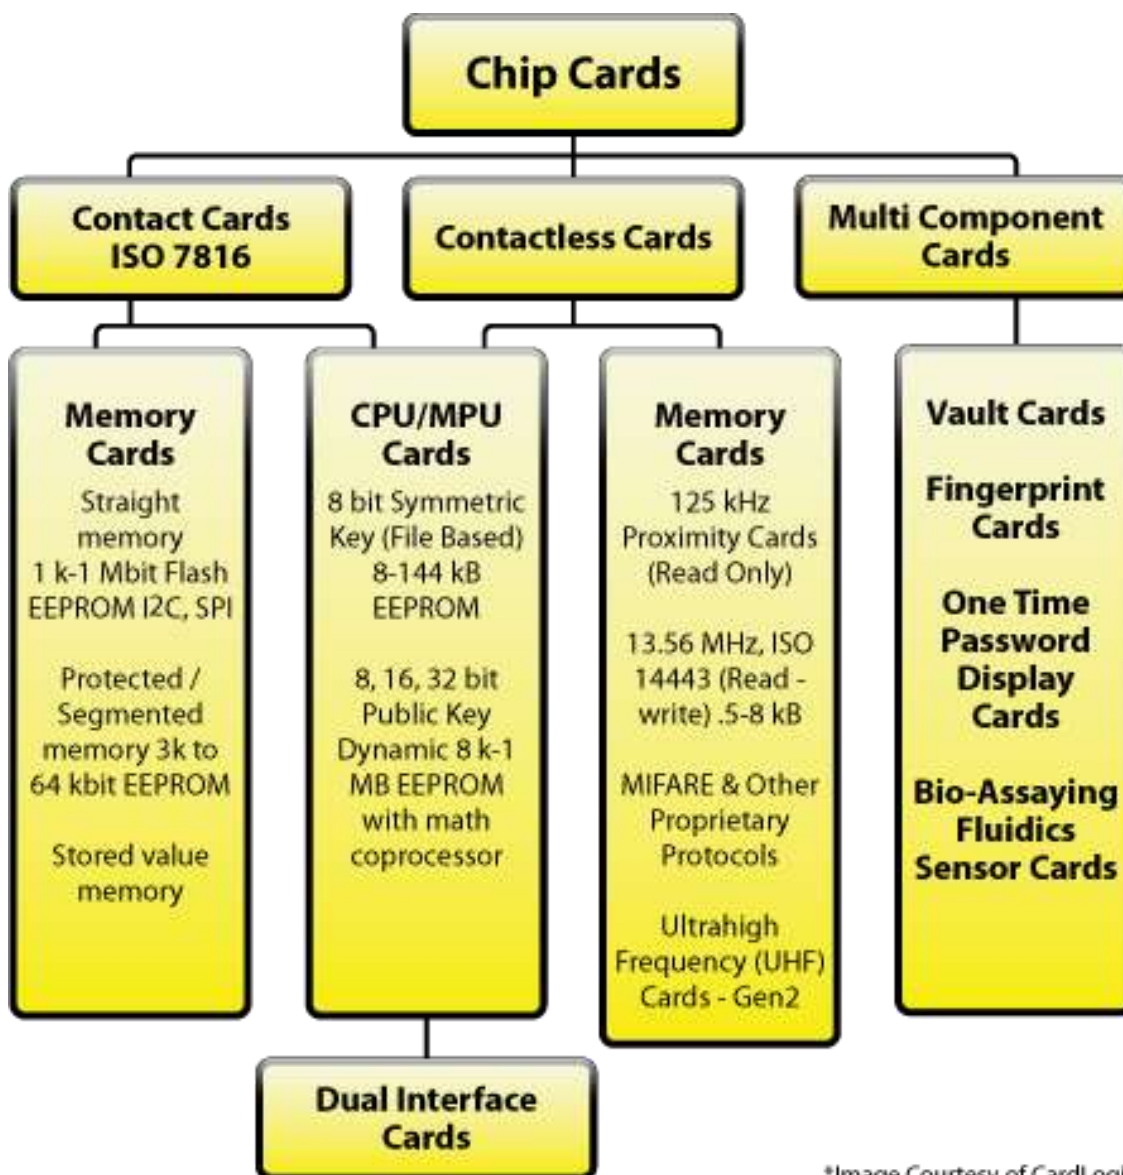 Chip Cards
Contact Cards
ISO 7816
Contactless Cards
Multi Component
Cards
Memory
Cards
Straight
memory
1 k-1 Mbit Flash
EEPROM I2C, SPI
Protected /
Segmented
memory 3k to
64 kbit EEPROM
Stored value
memory
CPU/MPU
Cards
8 bit Symmetric
Key (File Based)
8-144 kB
EEPROM
8, 16, 32 bit
Public Key
Dynamic 8 k-1
MB EEPROM
with math
coprocessor
Memory
Cards
125 kHz
Proximity Cards
(Read Only)
13.56 MHz, ISO
14443 (Read -
write) .5-8 kB
MIFARE & Other
Proprietary
Protocols
Ultrahigh
Frequency (UHF)
Cards - Gen2
Vault Cards
Fingerprint
Cards
One Time
Password
Display
Cards
Bio-Assaying
Fluidics
Sensor Cards
Dual Interface
Cards
*Image Courtesy of